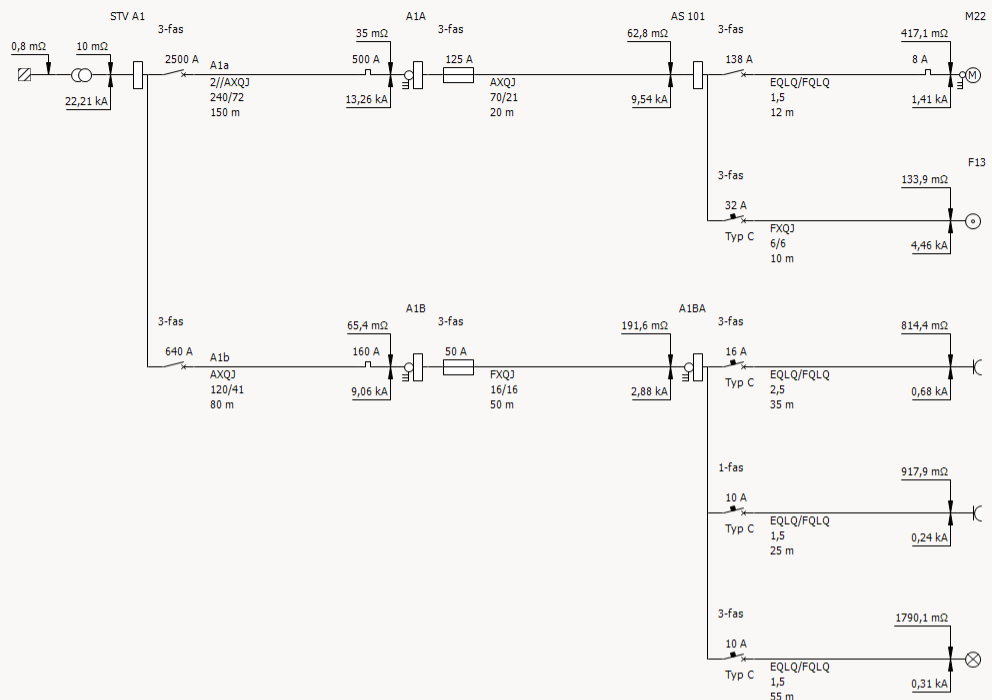 STV A1
A1A
AS 101
M22
3-fas
3-fas
3-fas
0,8 mΩ
10 mΩ
35 mΩ
62,8 mΩ
417,1 mΩ
2500 A
A1a
500 A
125 A
138 A
8 A
2//AXQJ
240/72
150 m
AXQJ
70/21
20 m
EQLQ/FQLQ
1,5
12 m
22,21 kA
13,26 kA
9,54 kA
1,41 kA
F13
3-fas
133,9 mΩ
32 A
Typ C
FXQJ
6/6
10 m
4,46 kA
A1B
A1BA
3-fas
3-fas
3-fas
65,4 mΩ
191,6 mΩ
814,4 mΩ
640 A
A1b
160 A
50 A
16 A
Typ C
AXQJ
120/41
80 m
FXQJ
16/16
50 m
EQLQ/FQLQ
2,5
35 m
9,06 kA
2,88 kA
0,68 kA
1-fas
917,9 mΩ
10 A
Typ C
EQLQ/FQLQ
1,5
25 m
0,24 kA
3-fas
1790,1 mΩ
10 A
Typ C
EQLQ/FQLQ
1,5
55 m
0,31 kA
M